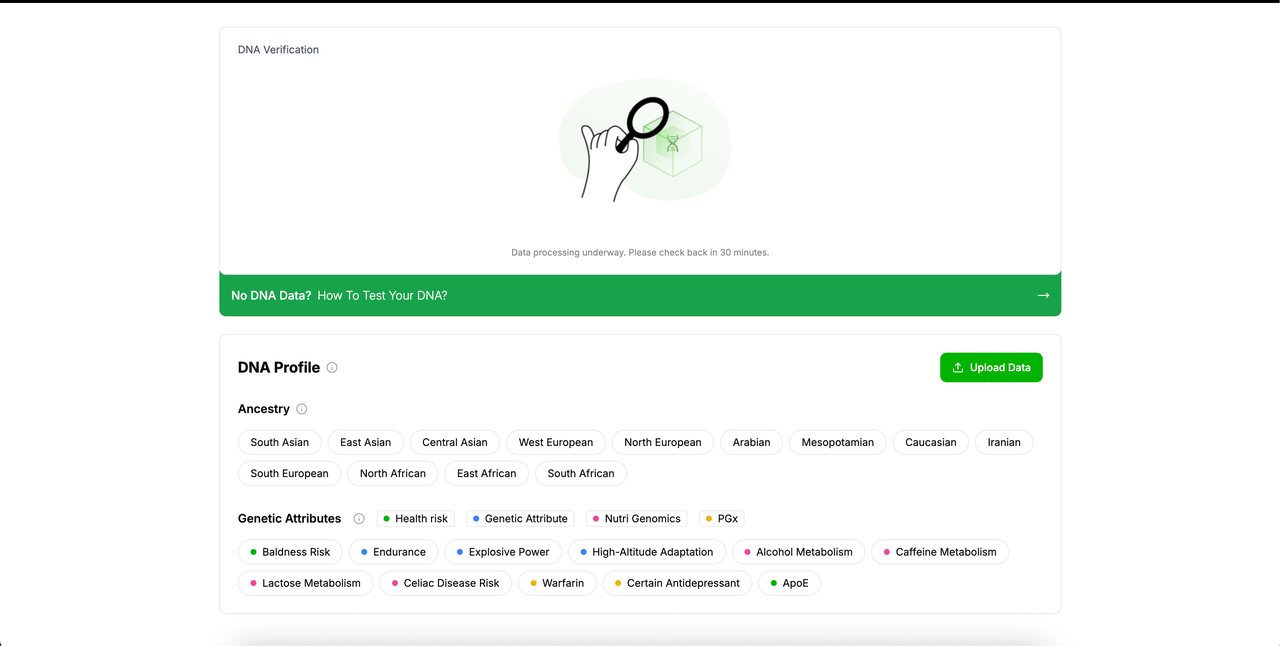 DNA Verification
Data processing underway. Please check back in 30 minutes.
No DNA Data? How To Test Your DNA?
DNA Profile
Upload Data
Ancestry
South Asian East Asian Central Asian West European North European Arabian Mesopotamian Caucasian Iranian
South European North African East African South African
Genetic Attributes Health risk Genetic Attribute Nutri Genomics PGx
Baldness Risk Endurance Explosive Power High-Altitude Adaptation Alcohol Metabolism Caffeine Metabolism
Lactose Metabolism Celiac Disease Risk Warfarin Certain Antidepressant ApoE